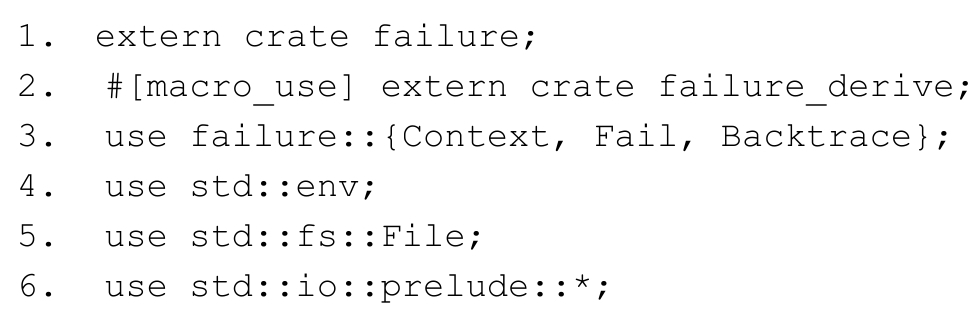 1. extern crate failure;
2. #[macro_use] extern crate failure_derive;
3. use failure::{Context, Fail, Backtrace};
4. use std::env;
5. use std::fs::File;
6. use std::io::prelude::*;